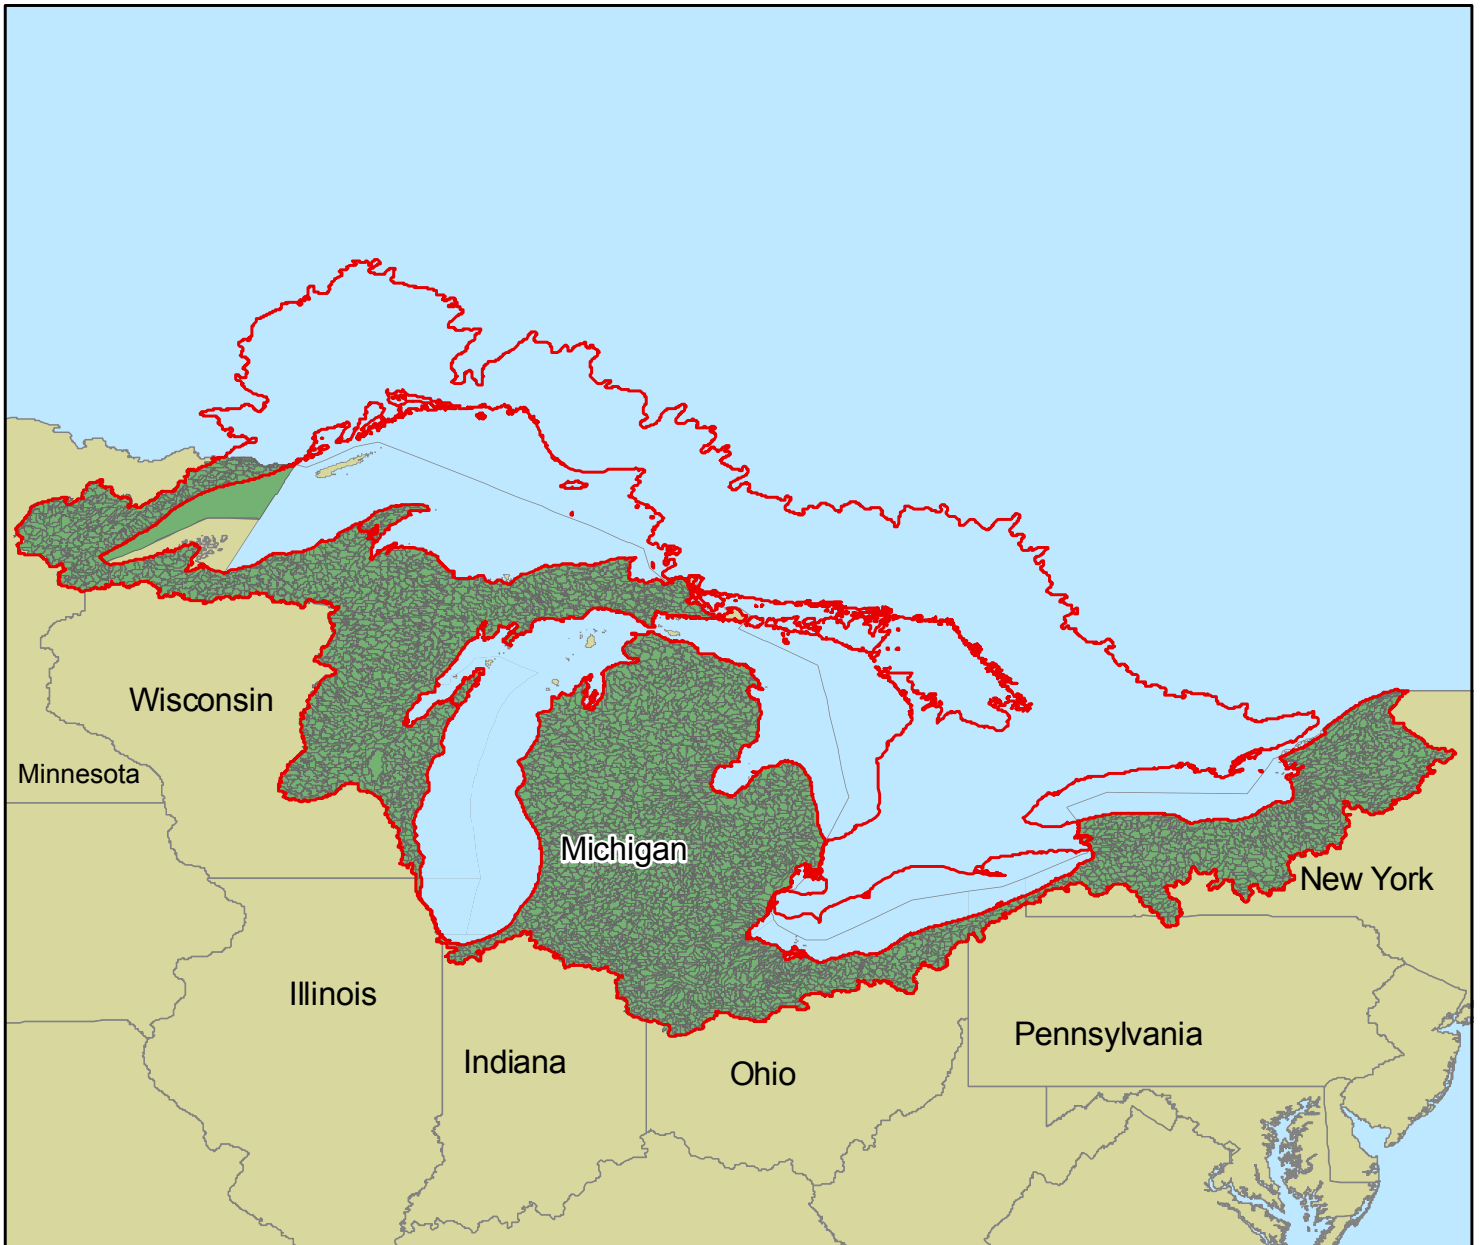 Wisconsin
Minnesota
Michigan
New York
Illinois
Pennsylvania
Indiana
Ohio